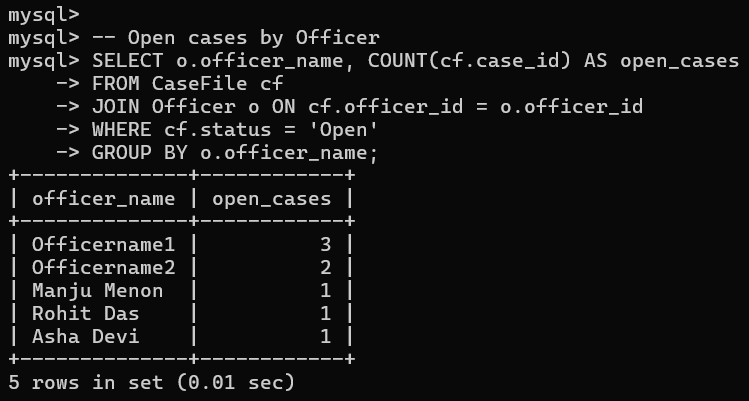 mysql>
mysql> -- Open cases by Officer
mysql> SELECT o.officer_name, COUNT(cf.case_id) AS open_cases
    -> FROM CaseFile cf
    -> JOIN Officer o ON cf.officer_id = o.officer_id
    -> WHERE cf.status = 'Open'
    -> GROUP BY o.officer_name;
+--------------+------------+
| officer_name | open_cases |
+--------------+------------+
| Officername1 |          3 |
| Officername2 |          2 |
| Manju Menon  |          1 |
| Rohit Das    |          1 |
| Asha Devi    |          1 |
+--------------+------------+
5 rows in set (0.01 sec)